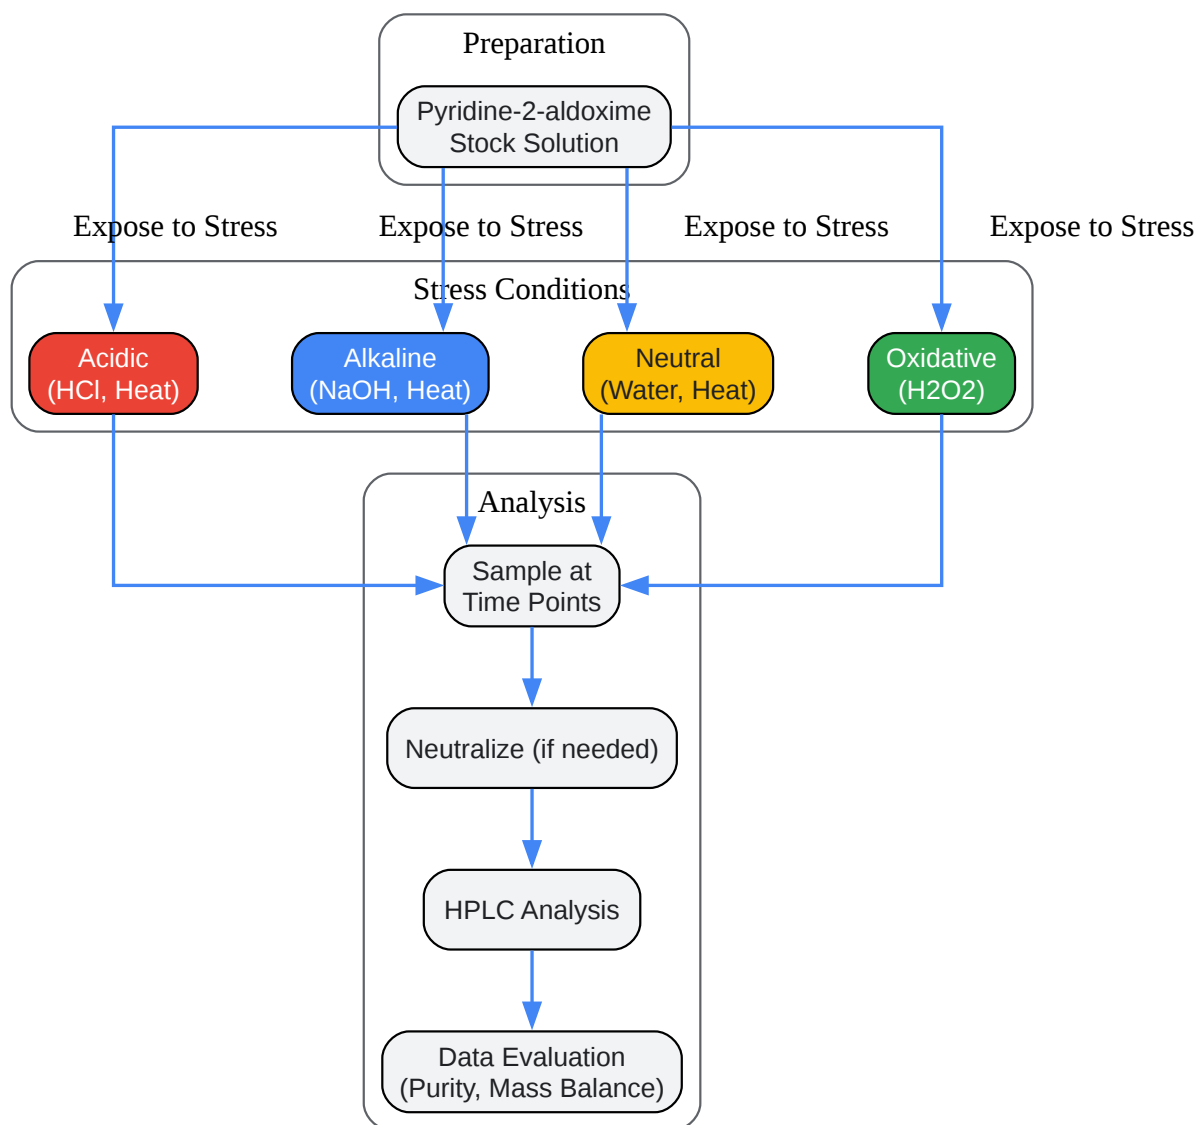 Preparation
Pyridine-2-aldoxime
Stock Solution
Expose to Stress
Expose to Stress
Expose to Stress
Expose to Stress
Stress Conditions
Acidic
(HCl, Heat)
Alkaline
(NaOH, Heat)
Neutral
(Water, Heat)
Oxidative
(H2O2)
Analysis
Sample at
Time Points
Neutralize (if needed)
HPLC Analysis
Data Evaluation
(Purity, Mass Balance)